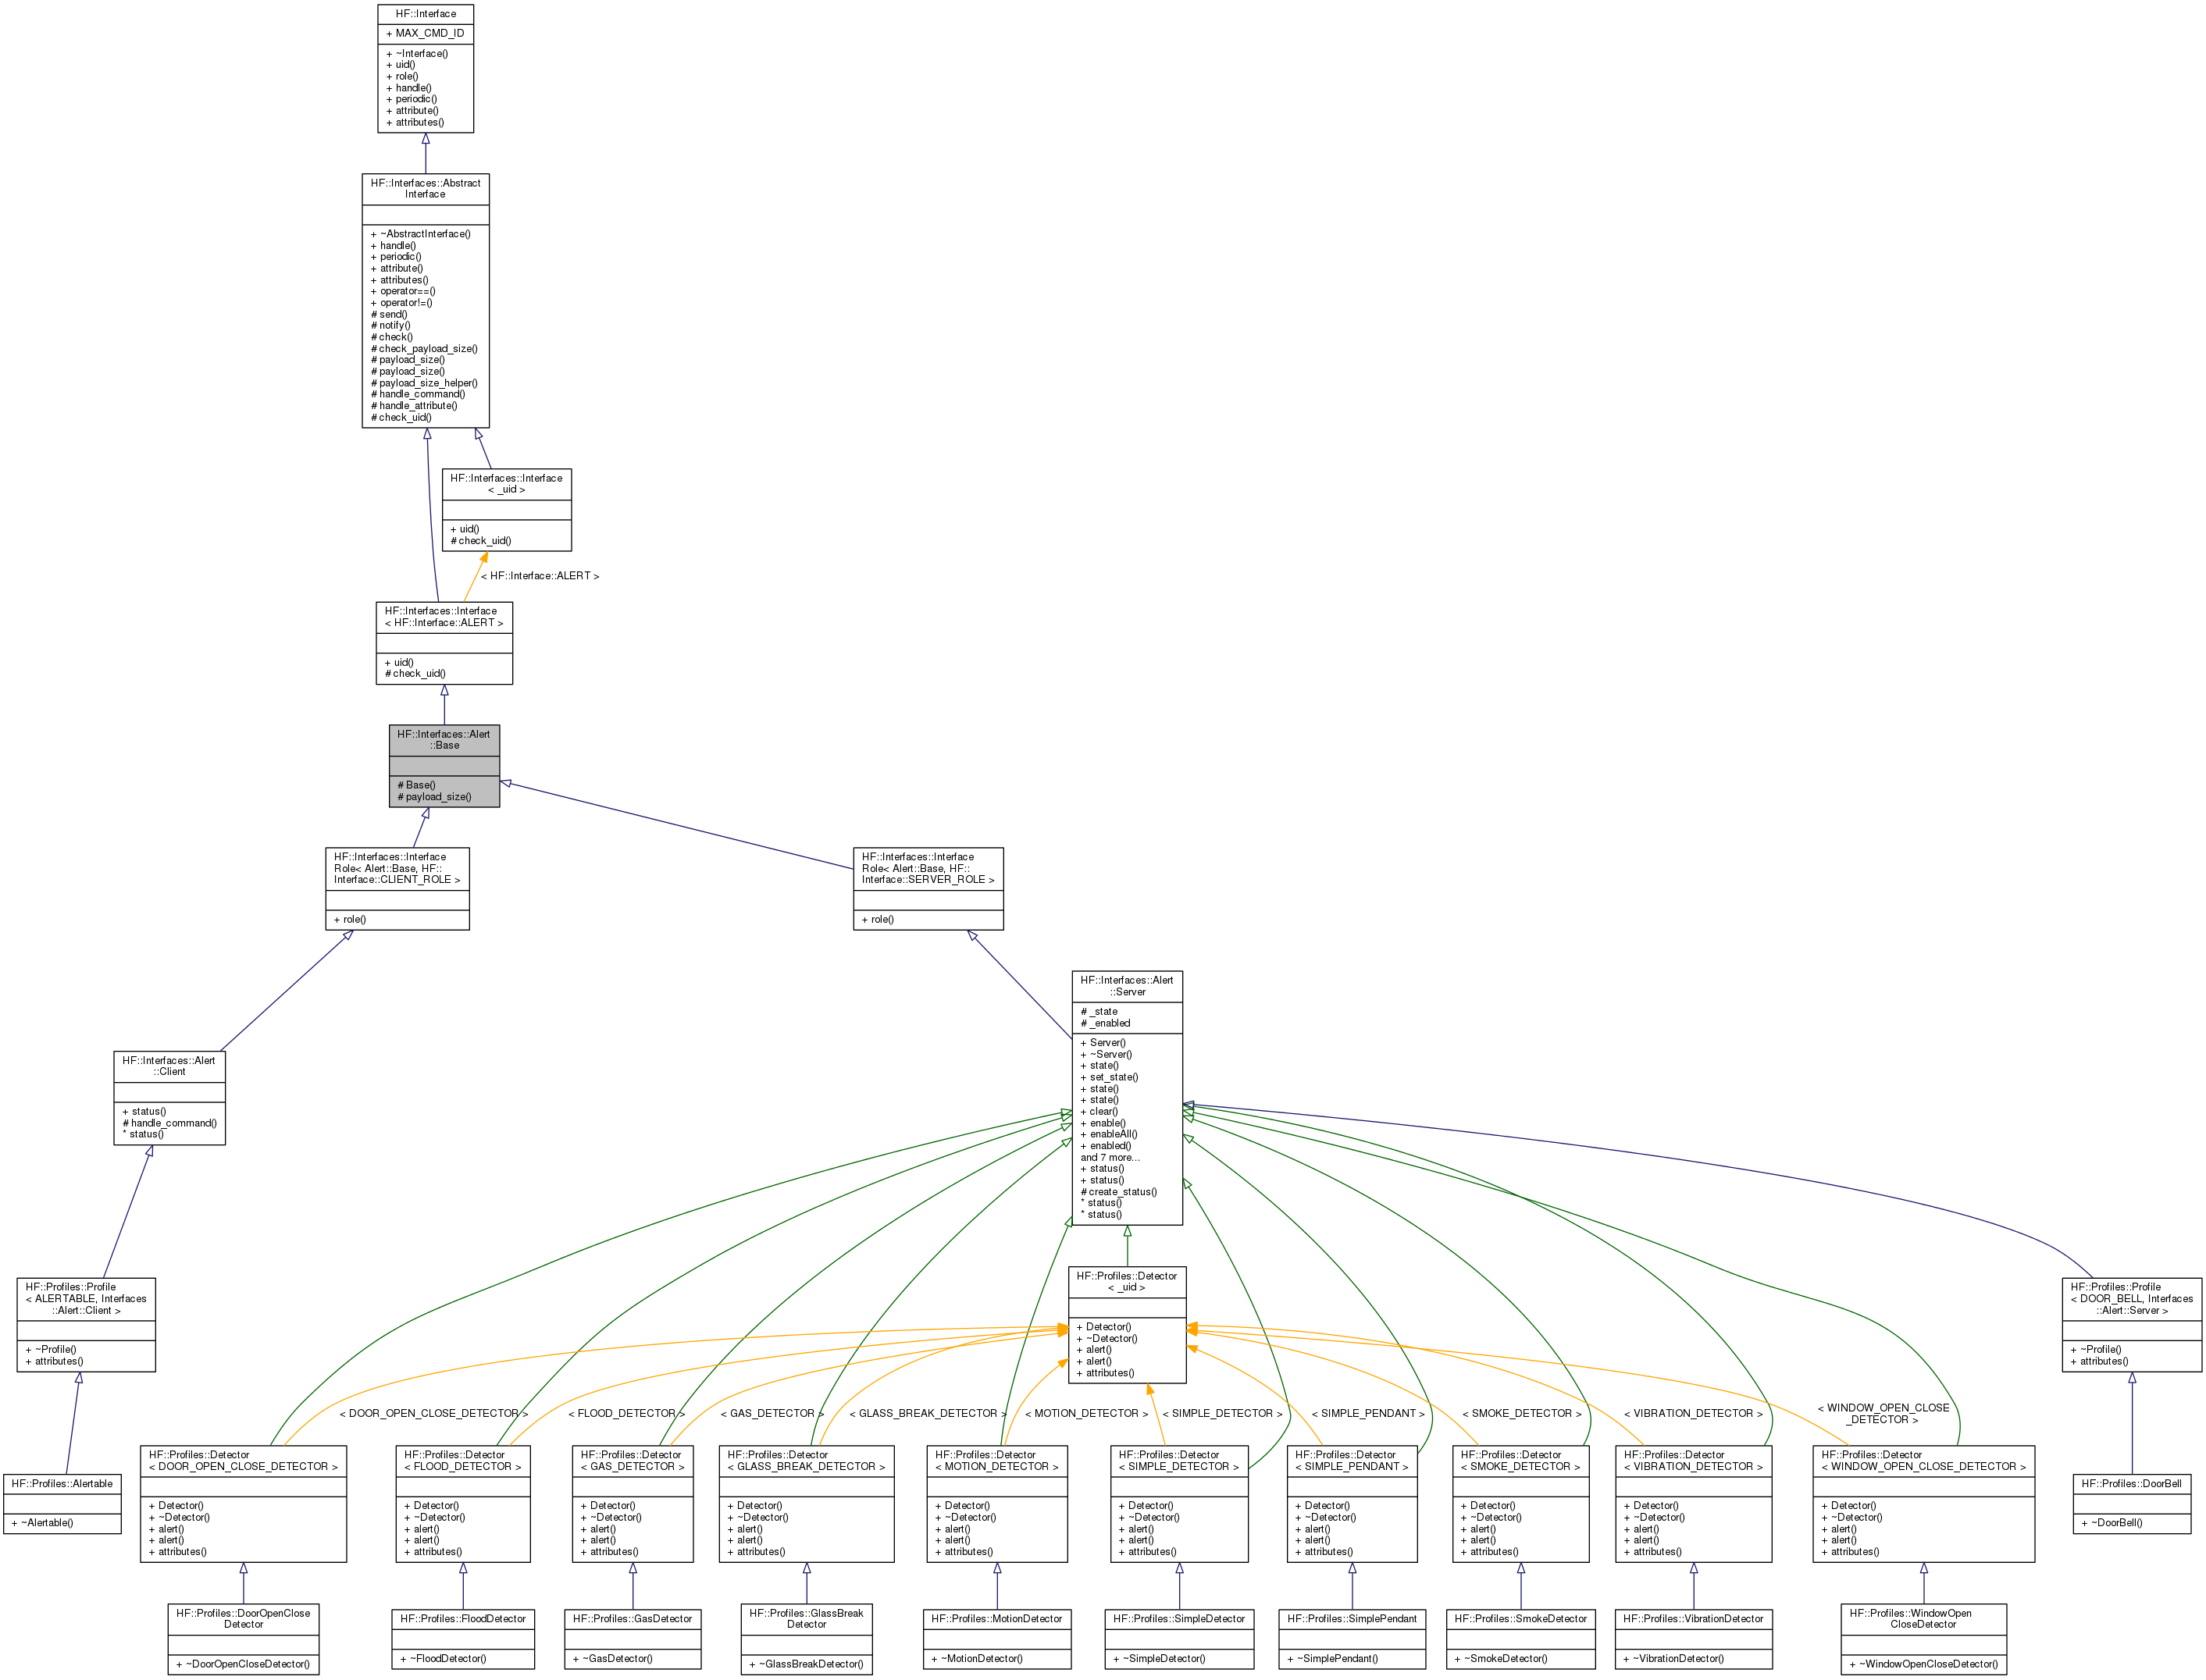 HF::Interface
+ MAX_CMD_ID
+ ~Interface()
+ uid()
+ role()
+ handle()
+ periodic()
+ attribute()
+ attributes()
HF::Interfaces::Abstract
Interface
+ ~AbstractInterface()
+ handle()
+ periodic()
+ attribute()
+ attributes()
+ operator==()
+ operator!=()
# send()
# notify()
# check()
# check_payload_size()
# payload_size()
# payload_size()
# payload_size_helper()
# handle_command()
# handle_attribute()
# check_uid()
HF::Interfaces::Interface
< _uid >
+ uid()
# check_uid()
< HF::Interface::ALERT >
HF::Interfaces::Interface
< HF::Interface::ALERT >
+ uid()
# check_uid()
HF::Interfaces::Alert
::Base
# Base()
# payload_size()
HF::Interfaces::Interface
Role< Alert::Base, HF::
Interface::CLIENT_ROLE >
+ role()
HF::Interfaces::Interface
Role< Alert::Base, HF::
Interface::SERVER_ROLE >
+ role()
HF::Interfaces::Alert
::Server
# _state
# _enabled
+ Server()
+ ~Server()
+ state()
+ set_state()
+ state()
+ state()
+ clear()
+ enable()
+ enableAll()
+ enabled()
and 7 more...
+ status()
+ status()
# create_status()
* status()
* status()
HF::Interfaces::Alert
::Client
+ status()
# handle_command()
* status()
HF::Profiles::Detector
< _uid >
+ Detector()
+ ~Detector()
+ alert()
+ alert()
+ attributes()
HF::Profiles::Profile
< ALERTABLE, Interfaces
::Alert::Client >
+ ~Profile()
+ attributes()
HF::Profiles::Profile
< DOOR_BELL, Interfaces
::Alert::Server >
+ ~Profile()
+ attributes()
< DOOR_OPEN_CLOSE_DETECTOR >
< FLOOD_DETECTOR >
< GAS_DETECTOR >
< GLASS_BREAK_DETECTOR >
< MOTION_DETECTOR >
< SIMPLE_DETECTOR >
< SIMPLE_PENDANT >
< SMOKE_DETECTOR >
< VIBRATION_DETECTOR >
< WINDOW_OPEN_CLOSE
_DETECTOR >
HF::Profiles::Alertable
+ ~Alertable()
HF::Profiles::Detector
< DOOR_OPEN_CLOSE_DETECTOR >
+ Detector()
+ ~Detector()
+ alert()
+ alert()
+ attributes()
HF::Profiles::Detector
< FLOOD_DETECTOR >
+ Detector()
+ ~Detector()
+ alert()
+ alert()
+ attributes()
HF::Profiles::Detector
< GAS_DETECTOR >
+ Detector()
+ ~Detector()
+ alert()
+ alert()
+ attributes()
HF::Profiles::Detector
< GLASS_BREAK_DETECTOR >
+ Detector()
+ ~Detector()
+ alert()
+ alert()
+ attributes()
HF::Profiles::Detector
< MOTION_DETECTOR >
+ Detector()
+ ~Detector()
+ alert()
+ alert()
+ attributes()
HF::Profiles::Detector
< SIMPLE_DETECTOR >
+ Detector()
+ ~Detector()
+ alert()
+ alert()
+ attributes()
HF::Profiles::Detector
< SIMPLE_PENDANT >
+ Detector()
+ ~Detector()
+ alert()
+ alert()
+ attributes()
HF::Profiles::Detector
< SMOKE_DETECTOR >
+ Detector()
+ ~Detector()
+ alert()
+ alert()
+ attributes()
HF::Profiles::Detector
< VIBRATION_DETECTOR >
+ Detector()
+ ~Detector()
+ alert()
+ alert()
+ attributes()
HF::Profiles::Detector
< WINDOW_OPEN_CLOSE_DETECTOR >
+ Detector()
+ ~Detector()
+ alert()
+ alert()
+ attributes()
HF::Profiles::DoorBell
+ ~DoorBell()
HF::Profiles::DoorOpenClose
Detector
+ ~DoorOpenCloseDetector()
HF::Profiles::FloodDetector
+ ~FloodDetector()
HF::Profiles::GasDetector
+ ~GasDetector()
HF::Profiles::GlassBreak
Detector
+ ~GlassBreakDetector()
HF::Profiles::MotionDetector
+ ~MotionDetector()
HF::Profiles::SimpleDetector
+ ~SimpleDetector()
HF::Profiles::SimplePendant
+ ~SimplePendant()
HF::Profiles::SmokeDetector
+ ~SmokeDetector()
HF::Profiles::VibrationDetector
+ ~VibrationDetector()
HF::Profiles::WindowOpen
CloseDetector
+ ~WindowOpenCloseDetector()